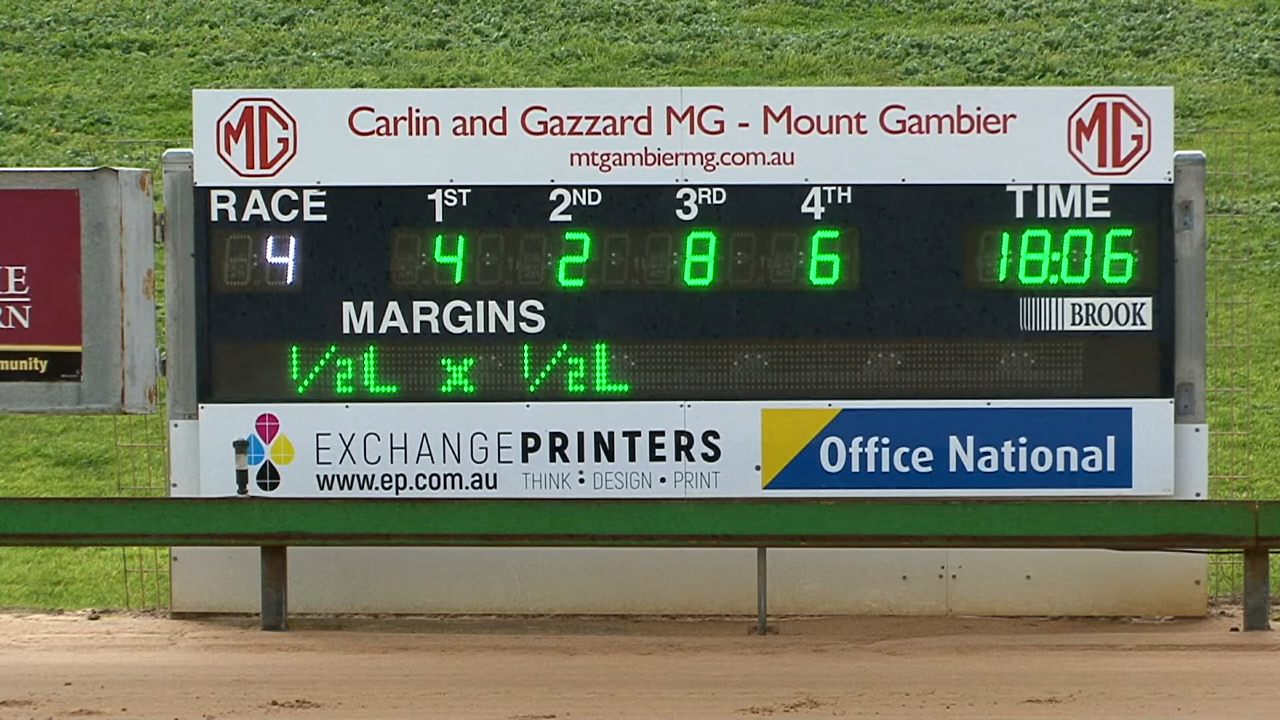 MG Carlin and Gazzard MG - Mount Gambier MG
mtgambiermg.com.au
RACE 1ST 2ND 3RD 4TH TIME
4 4 2 8 6 18:06
MARGINS
BROOK
1/2L x 1/2L
munity
EXCHANGEPRINTERS
www.ep.com.au THINK : DESIGN • PRINT
Office National